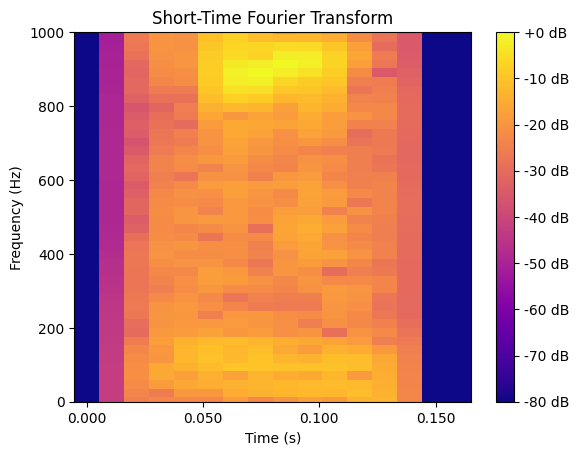 Short-Time Fourier Transform
1000
800
600
400
200
0
Frequency (Hz)
0.000
0.050
0.100
0.150
Time (s)
+0 dB
-10 dB
-20 dB
-30 dB
-40 dB
-50 dB
-60 dB
-70 dB
-80 dB